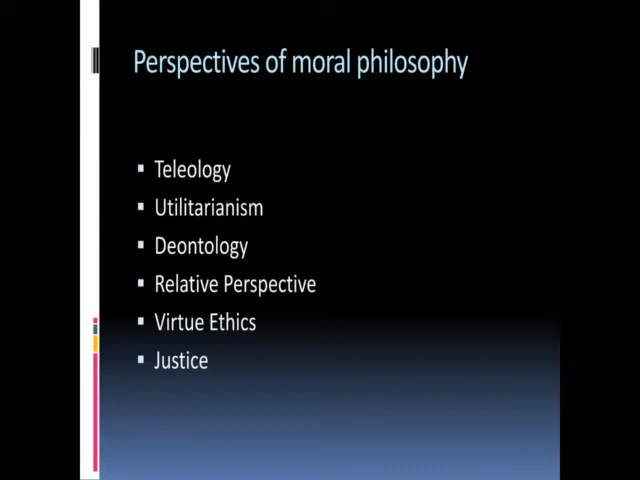 Perspectives of moral philosophy
Teleology
Utilitarianism
Deontology
Relative Perspective
Virtue Ethics
Justice